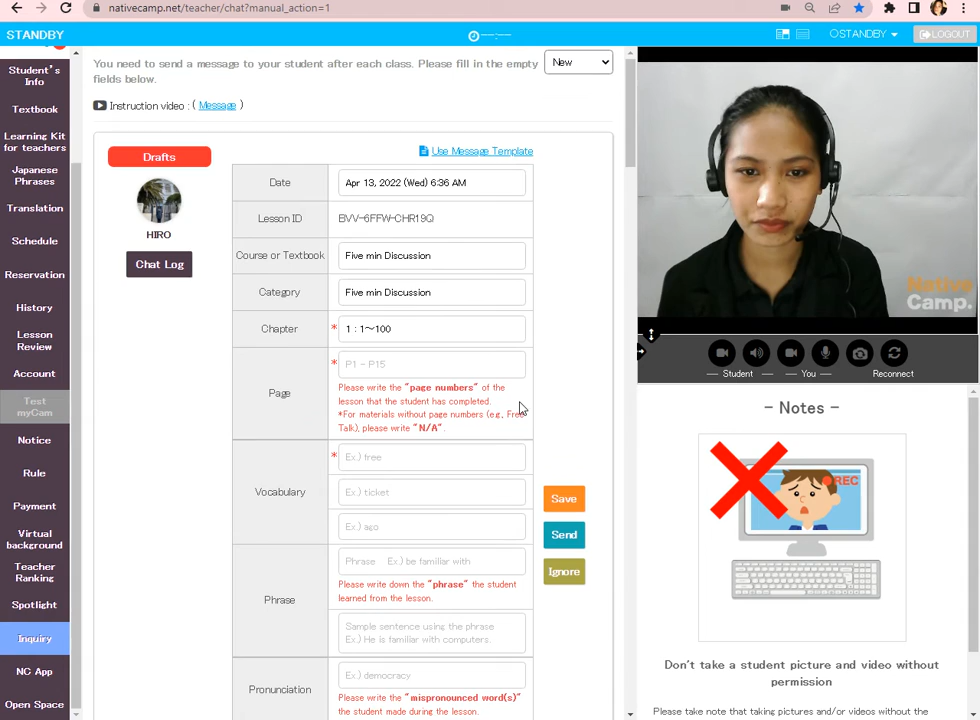 nativecamp.net/teacher/chat?manual_action=1
STANDBY
STANDBY
LOGOUT
Student's
Info
Textbook
Learning Kit
for teachers
Japanese
Phrases
Translation
Schedule
Reservation
History
Lesson
Review
Account
Test
myCam
Notice
Rule
Payment
Virtual
background
Teacher
Ranking
Spotlight
Inquiry
NC App
Open Space
You need to send a message to your student after each class. Please fill in the empty
fields below.
New
Instruction video : ( Message )
Drafts
HIRO
Chat Log
Use Message Template
Date
Apr 13, 2022 (Wed) 6:36 AM
Lesson ID
BVV-6FFW-CHR19Q
Course or Textbook
Five min Discussion
Category
Five min Discussion
Chapter
* 1 : 1～100
Page
* P1 - P15
Please write the "page numbers" of the
lesson that the student has completed.
*For materials without page numbers (e.g., Free
Talk), please write "N/A".
Vocabulary
* Ex.) tree
Ex.) ticket
Ex.) ago
Save
Send
Ignore
Phrase
Phrase Ex.) be familiar with
Please write down the "phrase" the student
learned from the lesson.
Sample sentence using the phrase
Ex.) He is familiar with computers.
Pronunciation
Ex.) democracy
Please write the "mispronounced word(s)"
the student made during the lesson.
Native
Camp.
— Student —
— You —
Reconnect
- Notes -
REC
Don't take a student picture and video without
permission
Please take note that taking pictures and/or videos without the